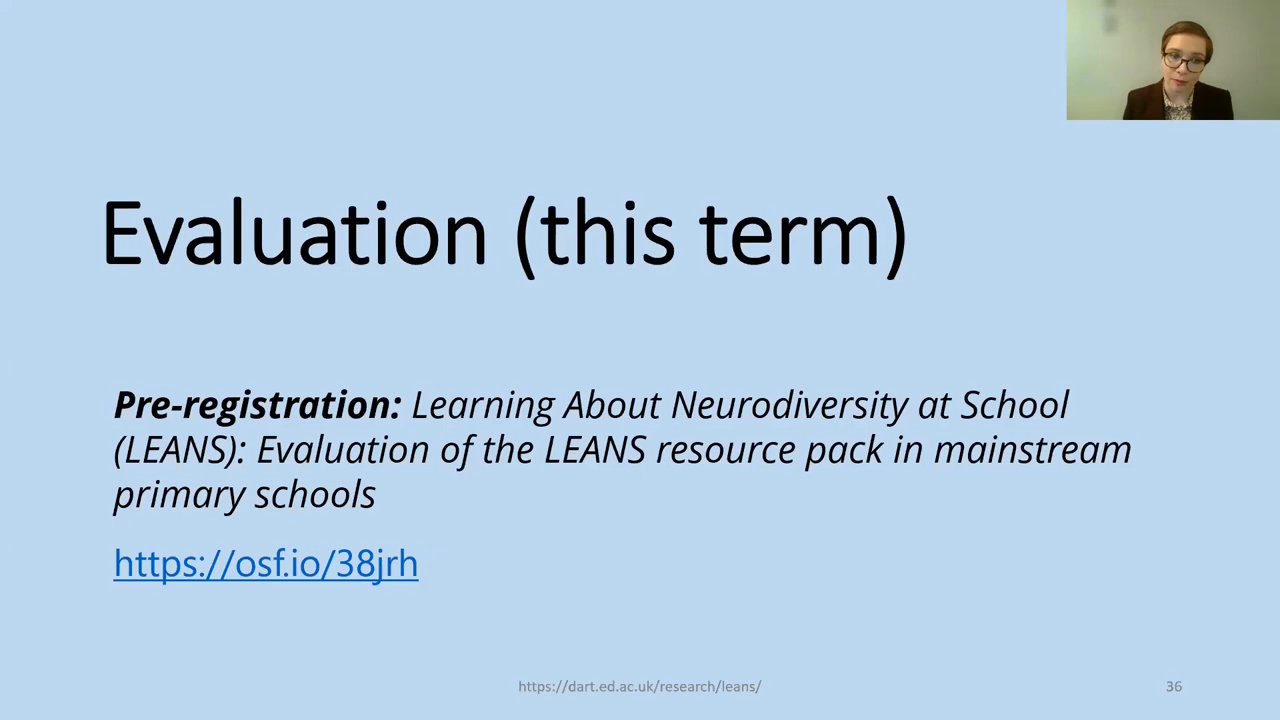 Evaluation (this term)
Pre-registration: Learning About Neurodiversity at School
(LEANS): Evaluation of the LEANS resource pack in mainstream
primary schools
https://osf.io/38jrh
https://dart.ed.ac.uk/research/leans/
36